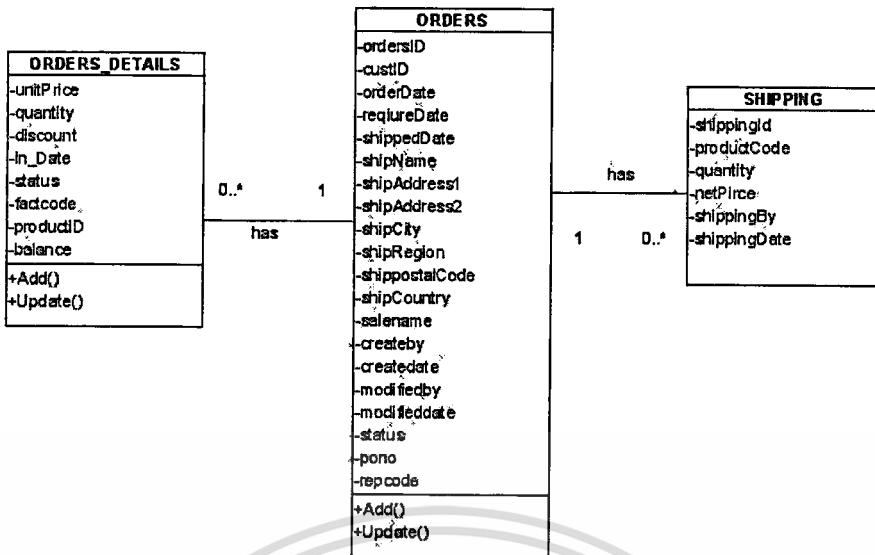 ORDERS_DETAILS
-unitPrice
-quantity
-discount
-In_Date
-status
-factcode
-productID
-balance
+Add()
+Update()
0..* 1
has
ORDERS
-ordersID
-custID
-orderDate
-reqiureDate
-shippedDate
-shipName
-shipAddress1
-shipAddress2
-shipCity
-shipRegion
-shippostalCode
-shipCountry
-salename
-createby
-createdate
-modifiedby
-modifieddate
-status
-pono
-repcode
+Add()
+Update()
has
1 0..*
SHIPPING
-shippingId
-productCode
-quantity
-netPirce
-shippingBy
-shippingDate